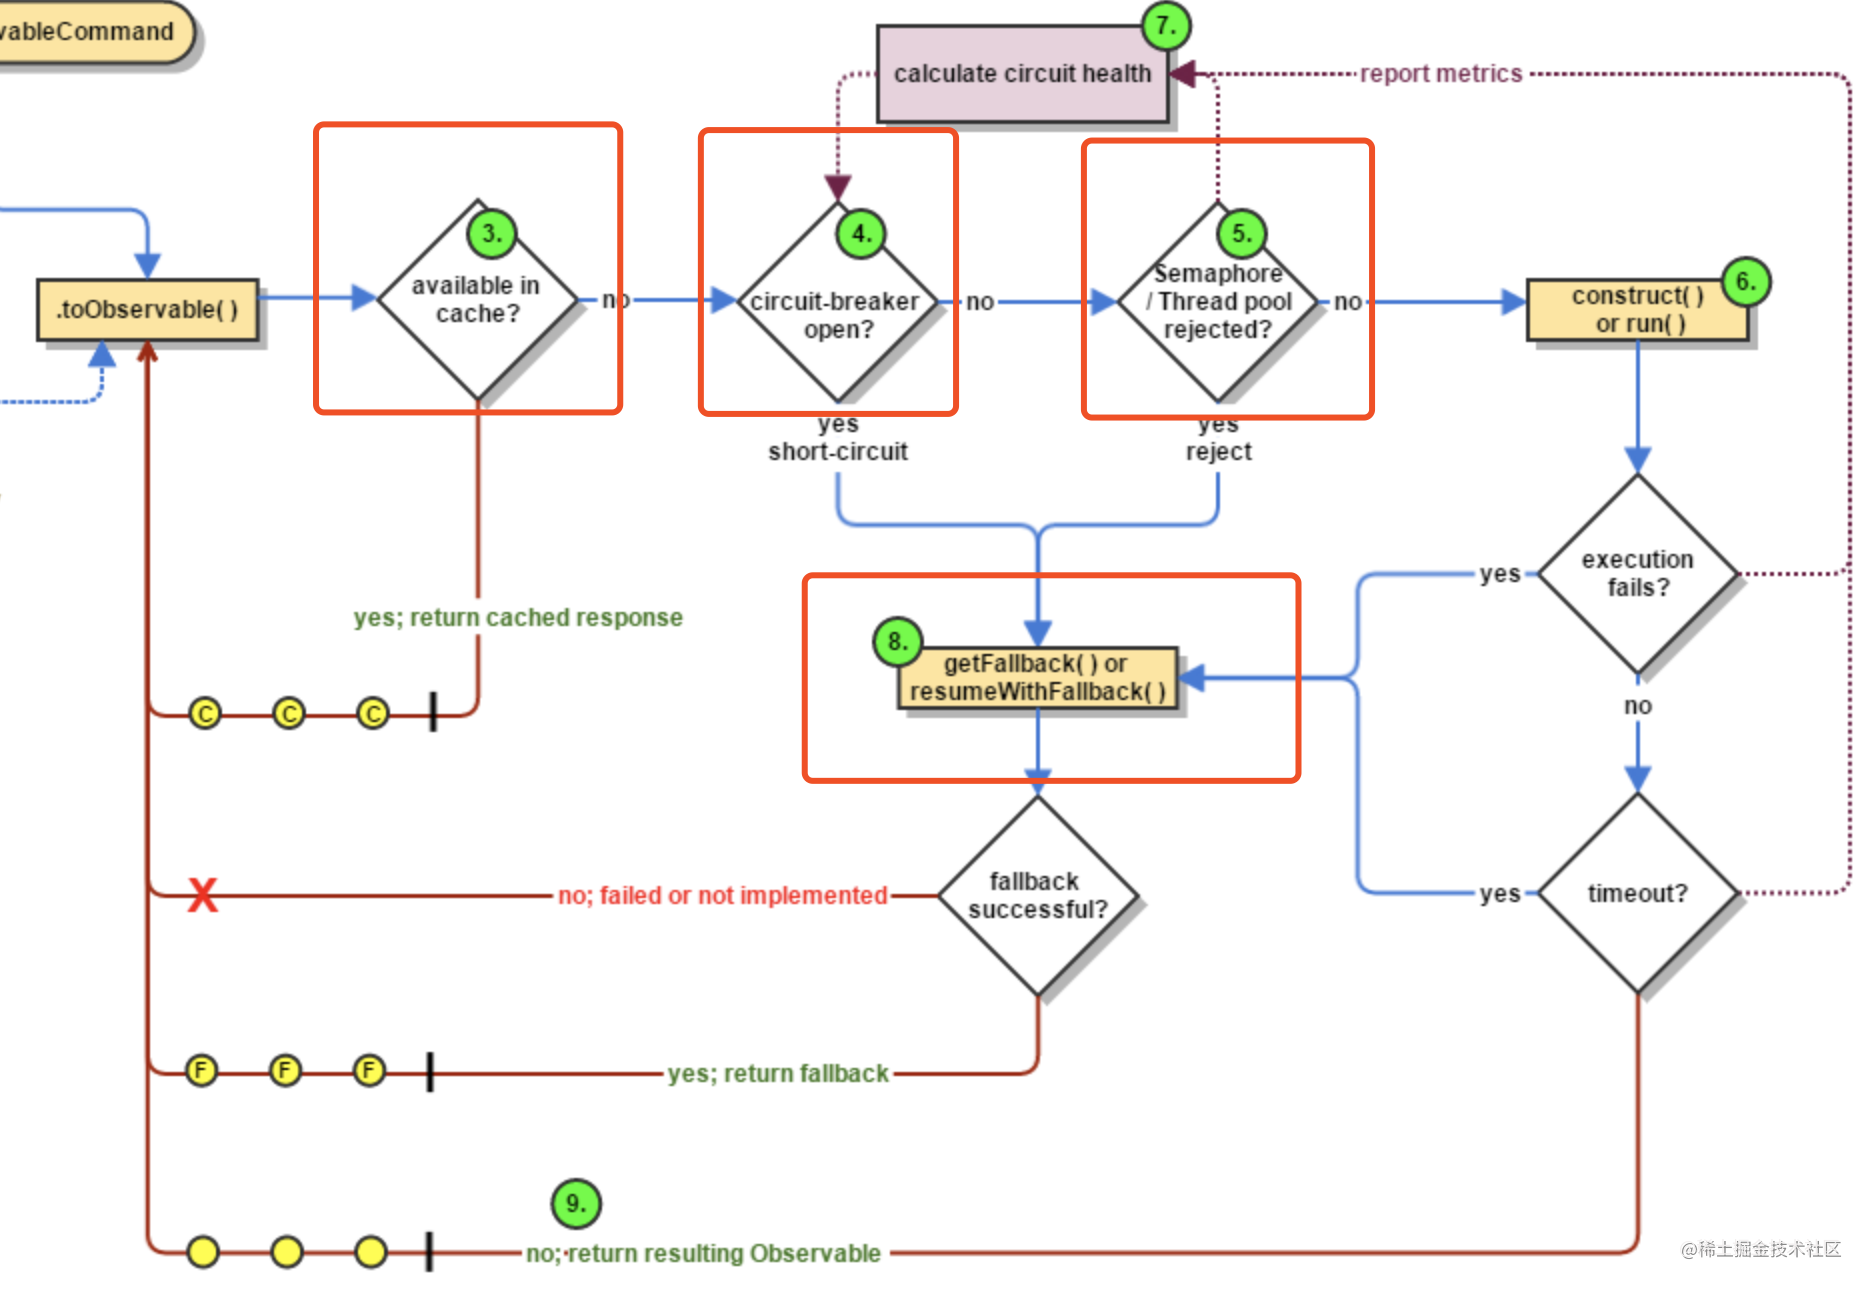 vableCommand
7.
calculate circuit health
report metrics
3.
available in
cache?
no
4.
circuit-breaker
open?
no
5.
Semaphore
/ Thread pool
rejected?
no
6.
construct( )
or run( )
.toObservable( )
yes
short-circuit
yes
reject
execution
fails?
yes
no
yes; return cached response
8.
getFallback( ) or
resumeWithFallback( )
C
C
C
fallback
successful?
no; failed or not implemented
X
timeout?
yes
F
F
F
yes; return fallback
9.
no; return resulting Observable
@稀土掘金技术社区